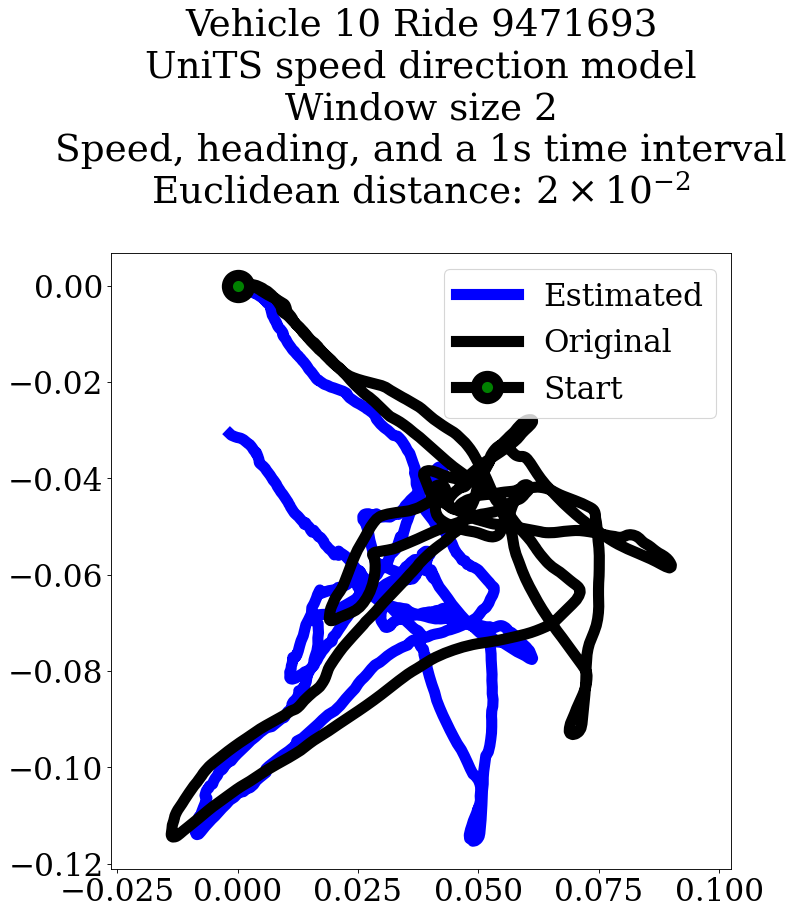 Vehicle 10 Ride 9471693
UniTS speed direction model
Window size 2
Speed, heading, and a 1s time interval
Euclidean distance: 2 × 10⁻²
Estimated
Original
Start
0.00
−0.02
−0.04
−0.06
−0.08
−0.10
−0.12
−0.025 0.000 0.025 0.050 0.075 0.100